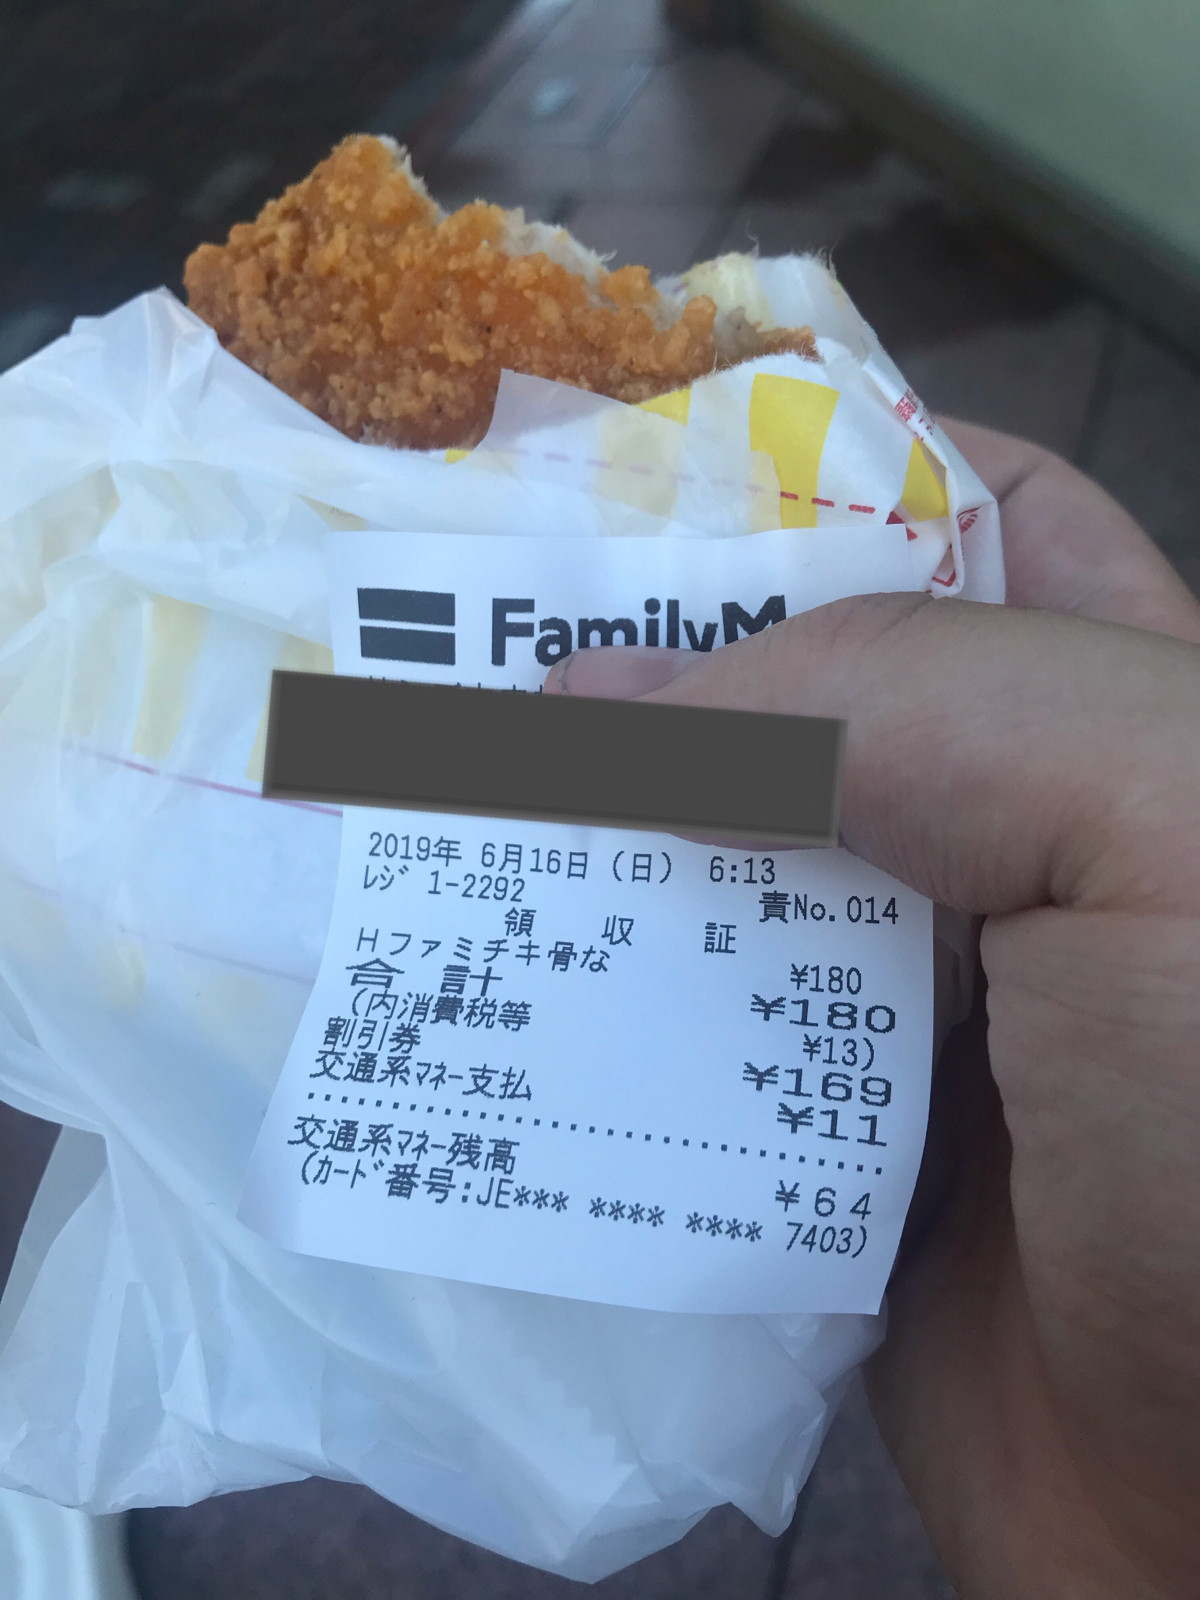 FamilyM
2019年 6月16日(日) 6:13
レジ 1-2292 責No.014
領 収 証
Hファミチキ骨な ¥180
合 計 ¥180
(内消費税等 ¥13)
割引券 ¥169
交通系マネー支払 ¥11
交通系マネー残高 ¥64
(カード番号:JE*** **** **** 7403)